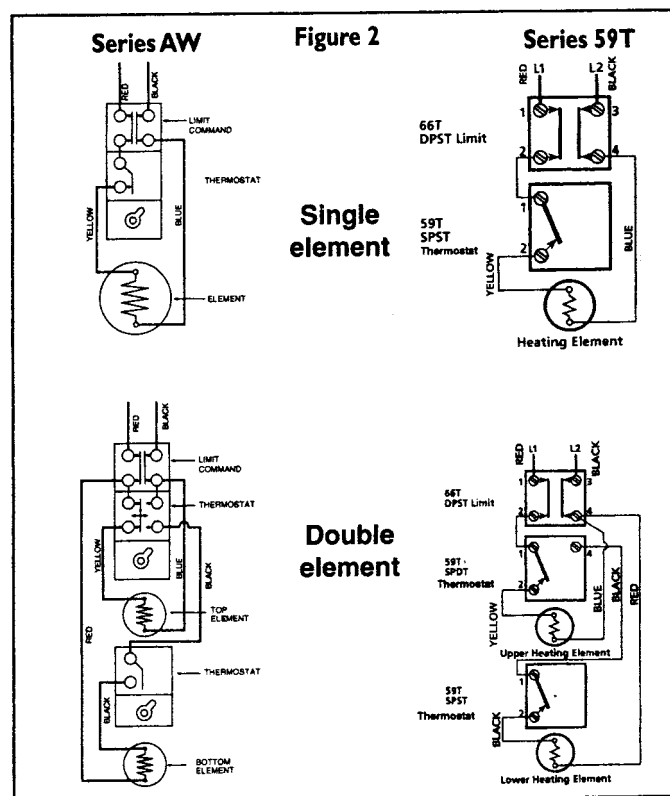 Series AW
Figure 2
Series 59T
RED
BLACK
LIMIT
COMMAND
THERMOSTAT
YELLOW
BLUE
ELEMENT
Single
element
RED
L1
L2
BLACK
1
3
66T
DPST Limit
2
4
1
59T
SPST
Thermostat
2
YELLOW
BLUE
Heating Element
RED
BLACK
LIMIT
COMMAND
THERMOSTAT
YELLOW
BLUE
BLACK
RED
TOP
ELEMENT
THERMOSTAT
BLACK
BOTTOM
ELEMENT
Double
element
RED
L1
L2
BLACK
1
3
66T
DPST Limit
2
4
1
4
59T
SPDT
Thermostat
2
YELLOW
BLUE
BLACK
RED
Upper Heating Element
1
59T
SPST
Thermostat
2
BLACK
Lower Heating Element